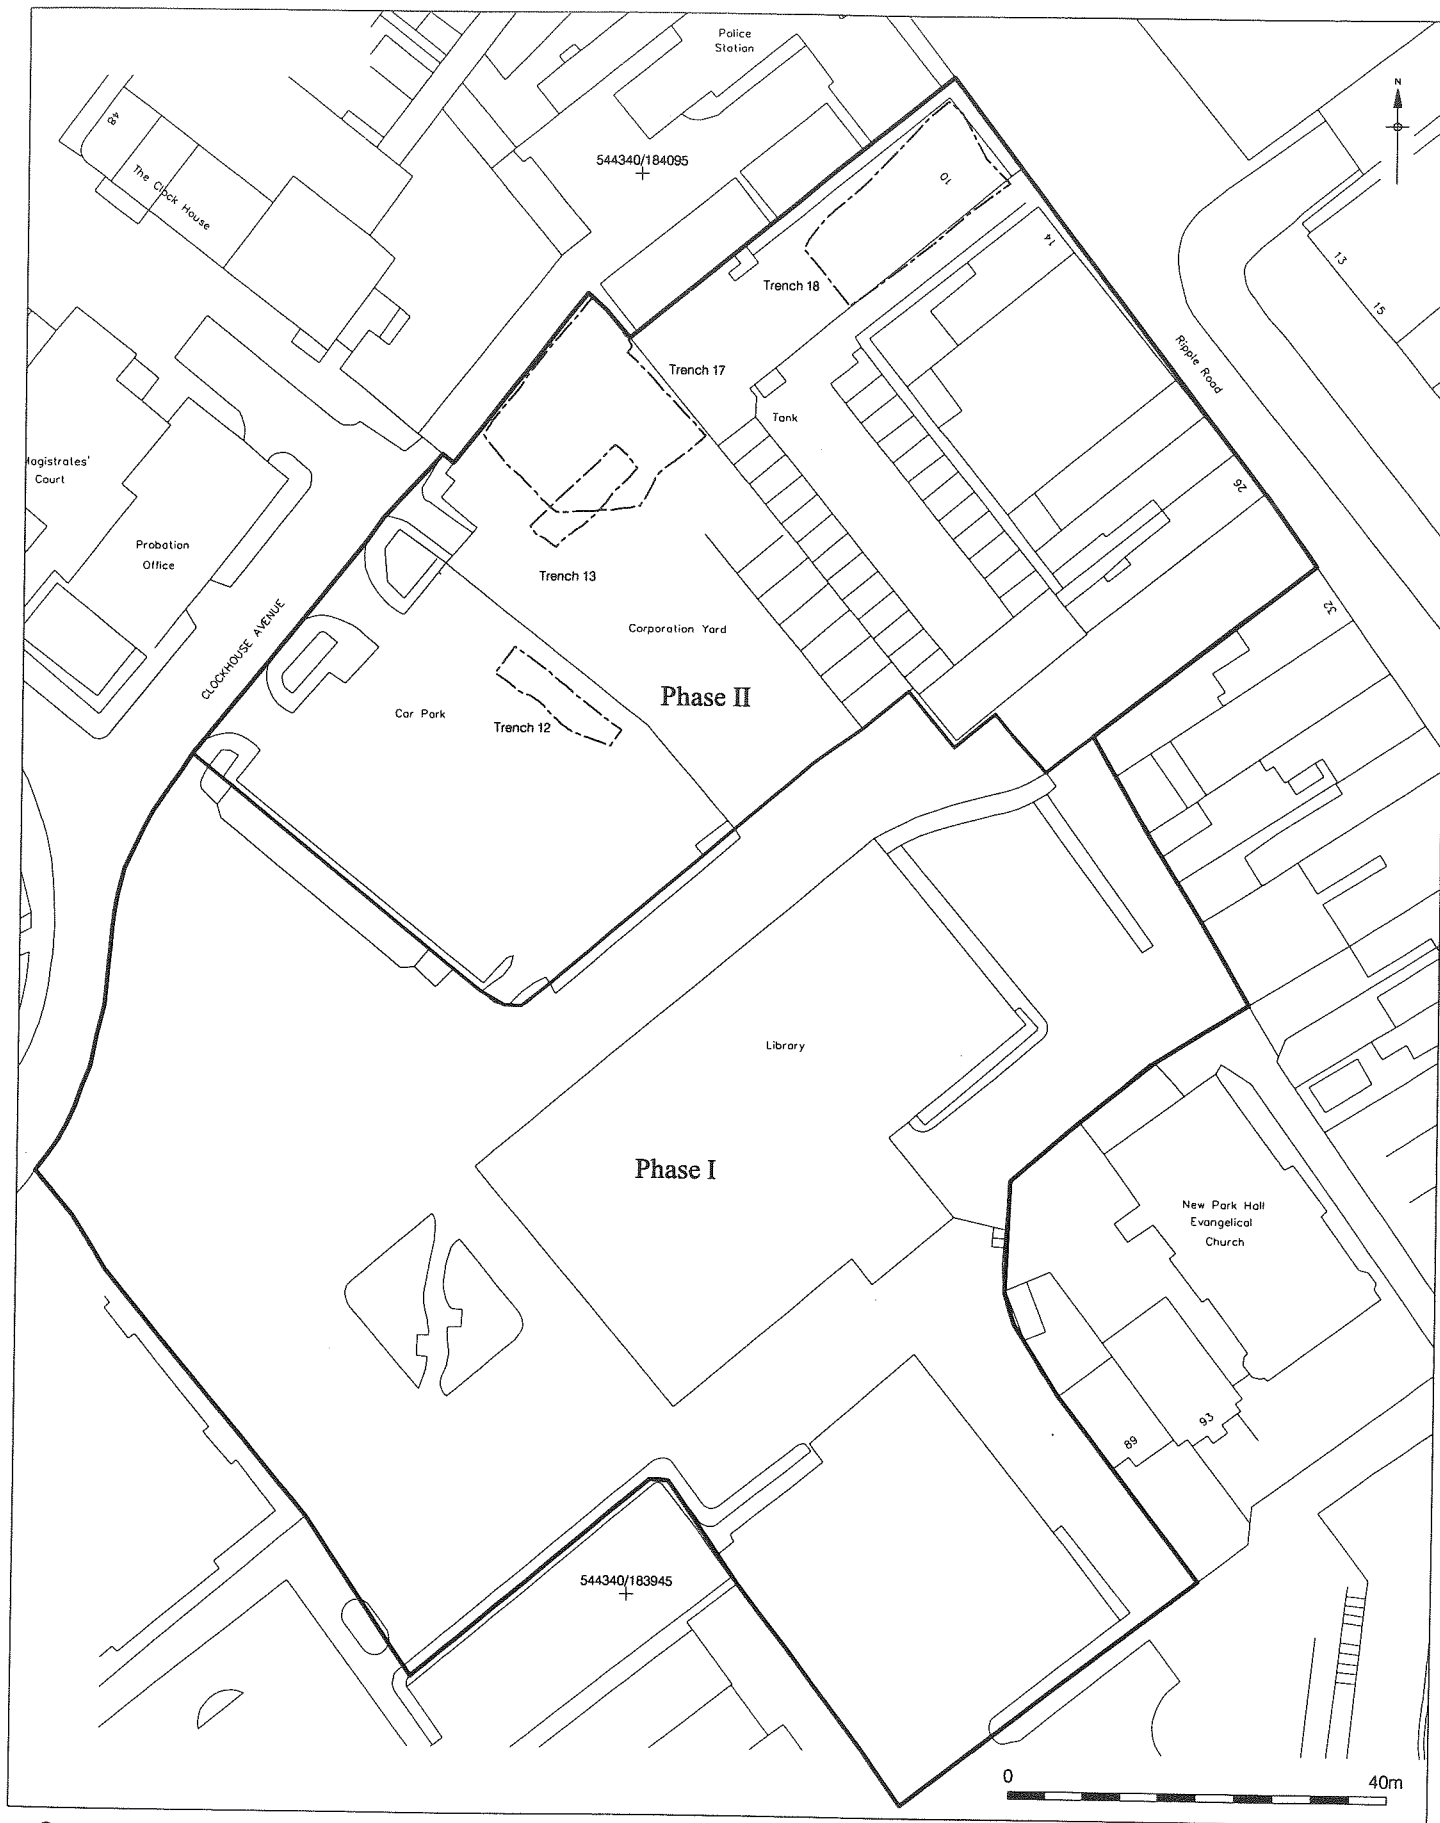 Police
Station
N
48
544340/184095
The Clock House
10
14
13
15
Trench 18
Ripple Road
Trench 17
Tank
Court
26
Probation
Office
Trench 13
CLOCKHOUSE AVENUE
Corporation Yard
32
Phase II
Car Park
Trench 12
Library
Phase I
New Park Hall
Evangelical
Church
93
89
544340/183945
0
40m